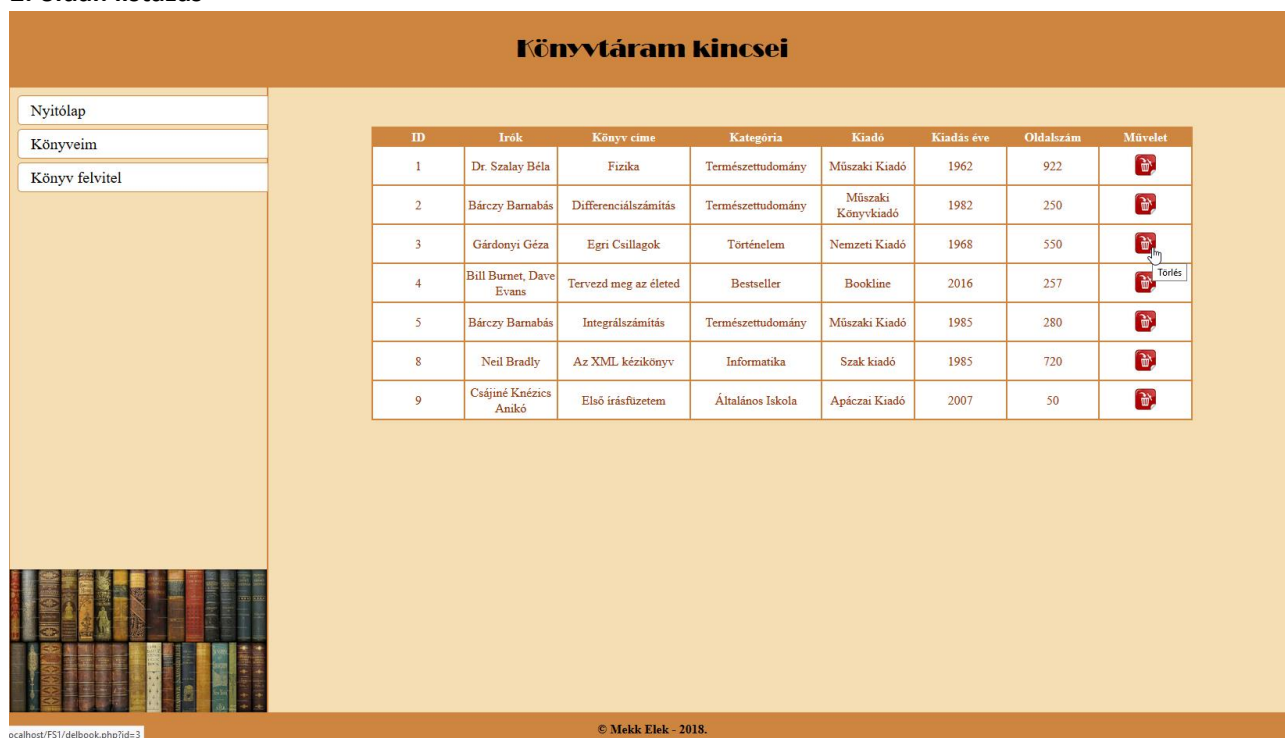 Könyvtáram kincsei
Nyitólap
Könyveim
Könyv felvitel
ID Irók Könyv címe Kategória Kiadó Kiadás éve Oldalszám Művelet
1 Dr. Szalay Béla Fizika Természettudomány Műszaki Kiadó 1962 922
2 Bárczy Barnabás Differenciálszámítás Természettudomány Műszaki Könyvkiadó 1982 250
3 Gárdonyi Géza Egri Csillagok Történelem Nemzeti Kiadó 1968 550
Törlés
4 Bill Burnet, Dave Evans Tervezd meg az életed Bestseller Bookline 2016 257
5 Bárczy Barnabás Integrálszámítás Természettudomány Műszaki Kiadó 1985 280
8 Neil Bradly Az XML kézikönyv Informatika Szak kiadó 1985 720
9 Csájiné Knézics Anikó Első írásfüzetem Általános Iskola Apáczai Kiadó 2007 50
© Mekk Elek - 2018.
ocalhost/FS1/delbook.php?id=3